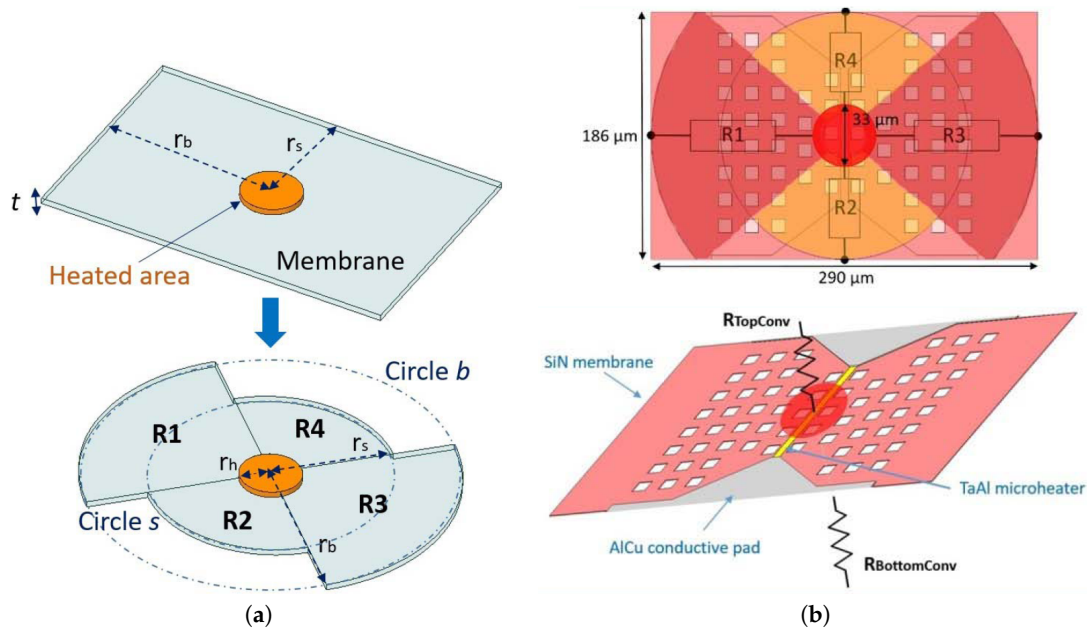 rb
rs
t
Heated area
Membrane
Circle b
R1
R4
rs
rh
R2
R3
Circle s
rb
(a)
R4
33 µm
186 µm
R1
R3
R2
290 µm
RTopConv
SiN membrane
TaAl microheater
AlCu conductive pad
RBottomConv
(b)